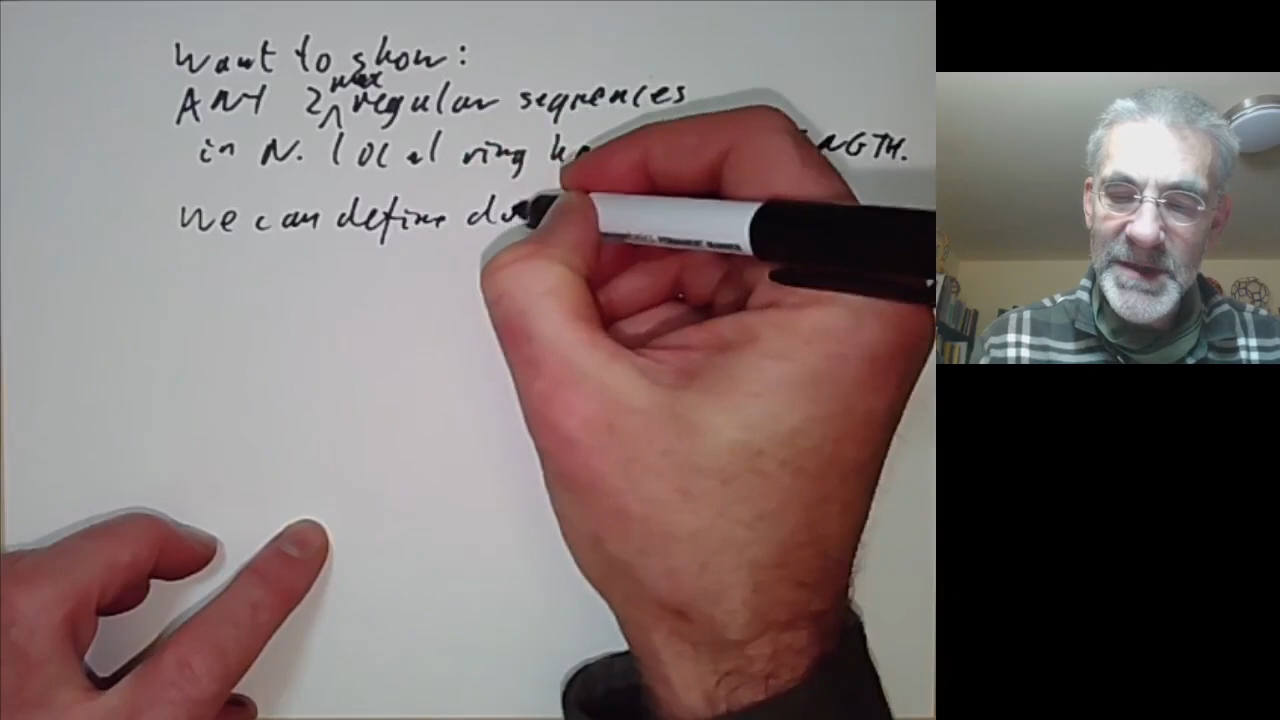 Want to show:
ANY 2 max regular sequences
in N. local ring
We can define